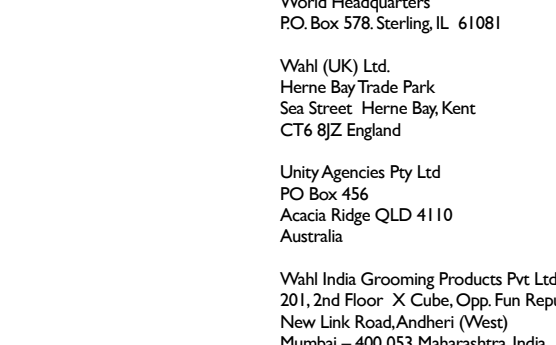 World Headquarters
P.O. Box 578. Sterling, IL 61081
Wahl (UK) Ltd.
Herne Bay Trade Park
Sea Street Herne Bay, Kent
CT6 8JZ England
Unity Agencies Pty Ltd
PO Box 456
Acacia Ridge QLD 4110
Australia
Wahl India Grooming Products Pvt Ltd
201, 2nd Floor X Cube, Opp. Fun
New Link Road, Andheri (West)
Mumbai – 400 053 Maharashtra, India